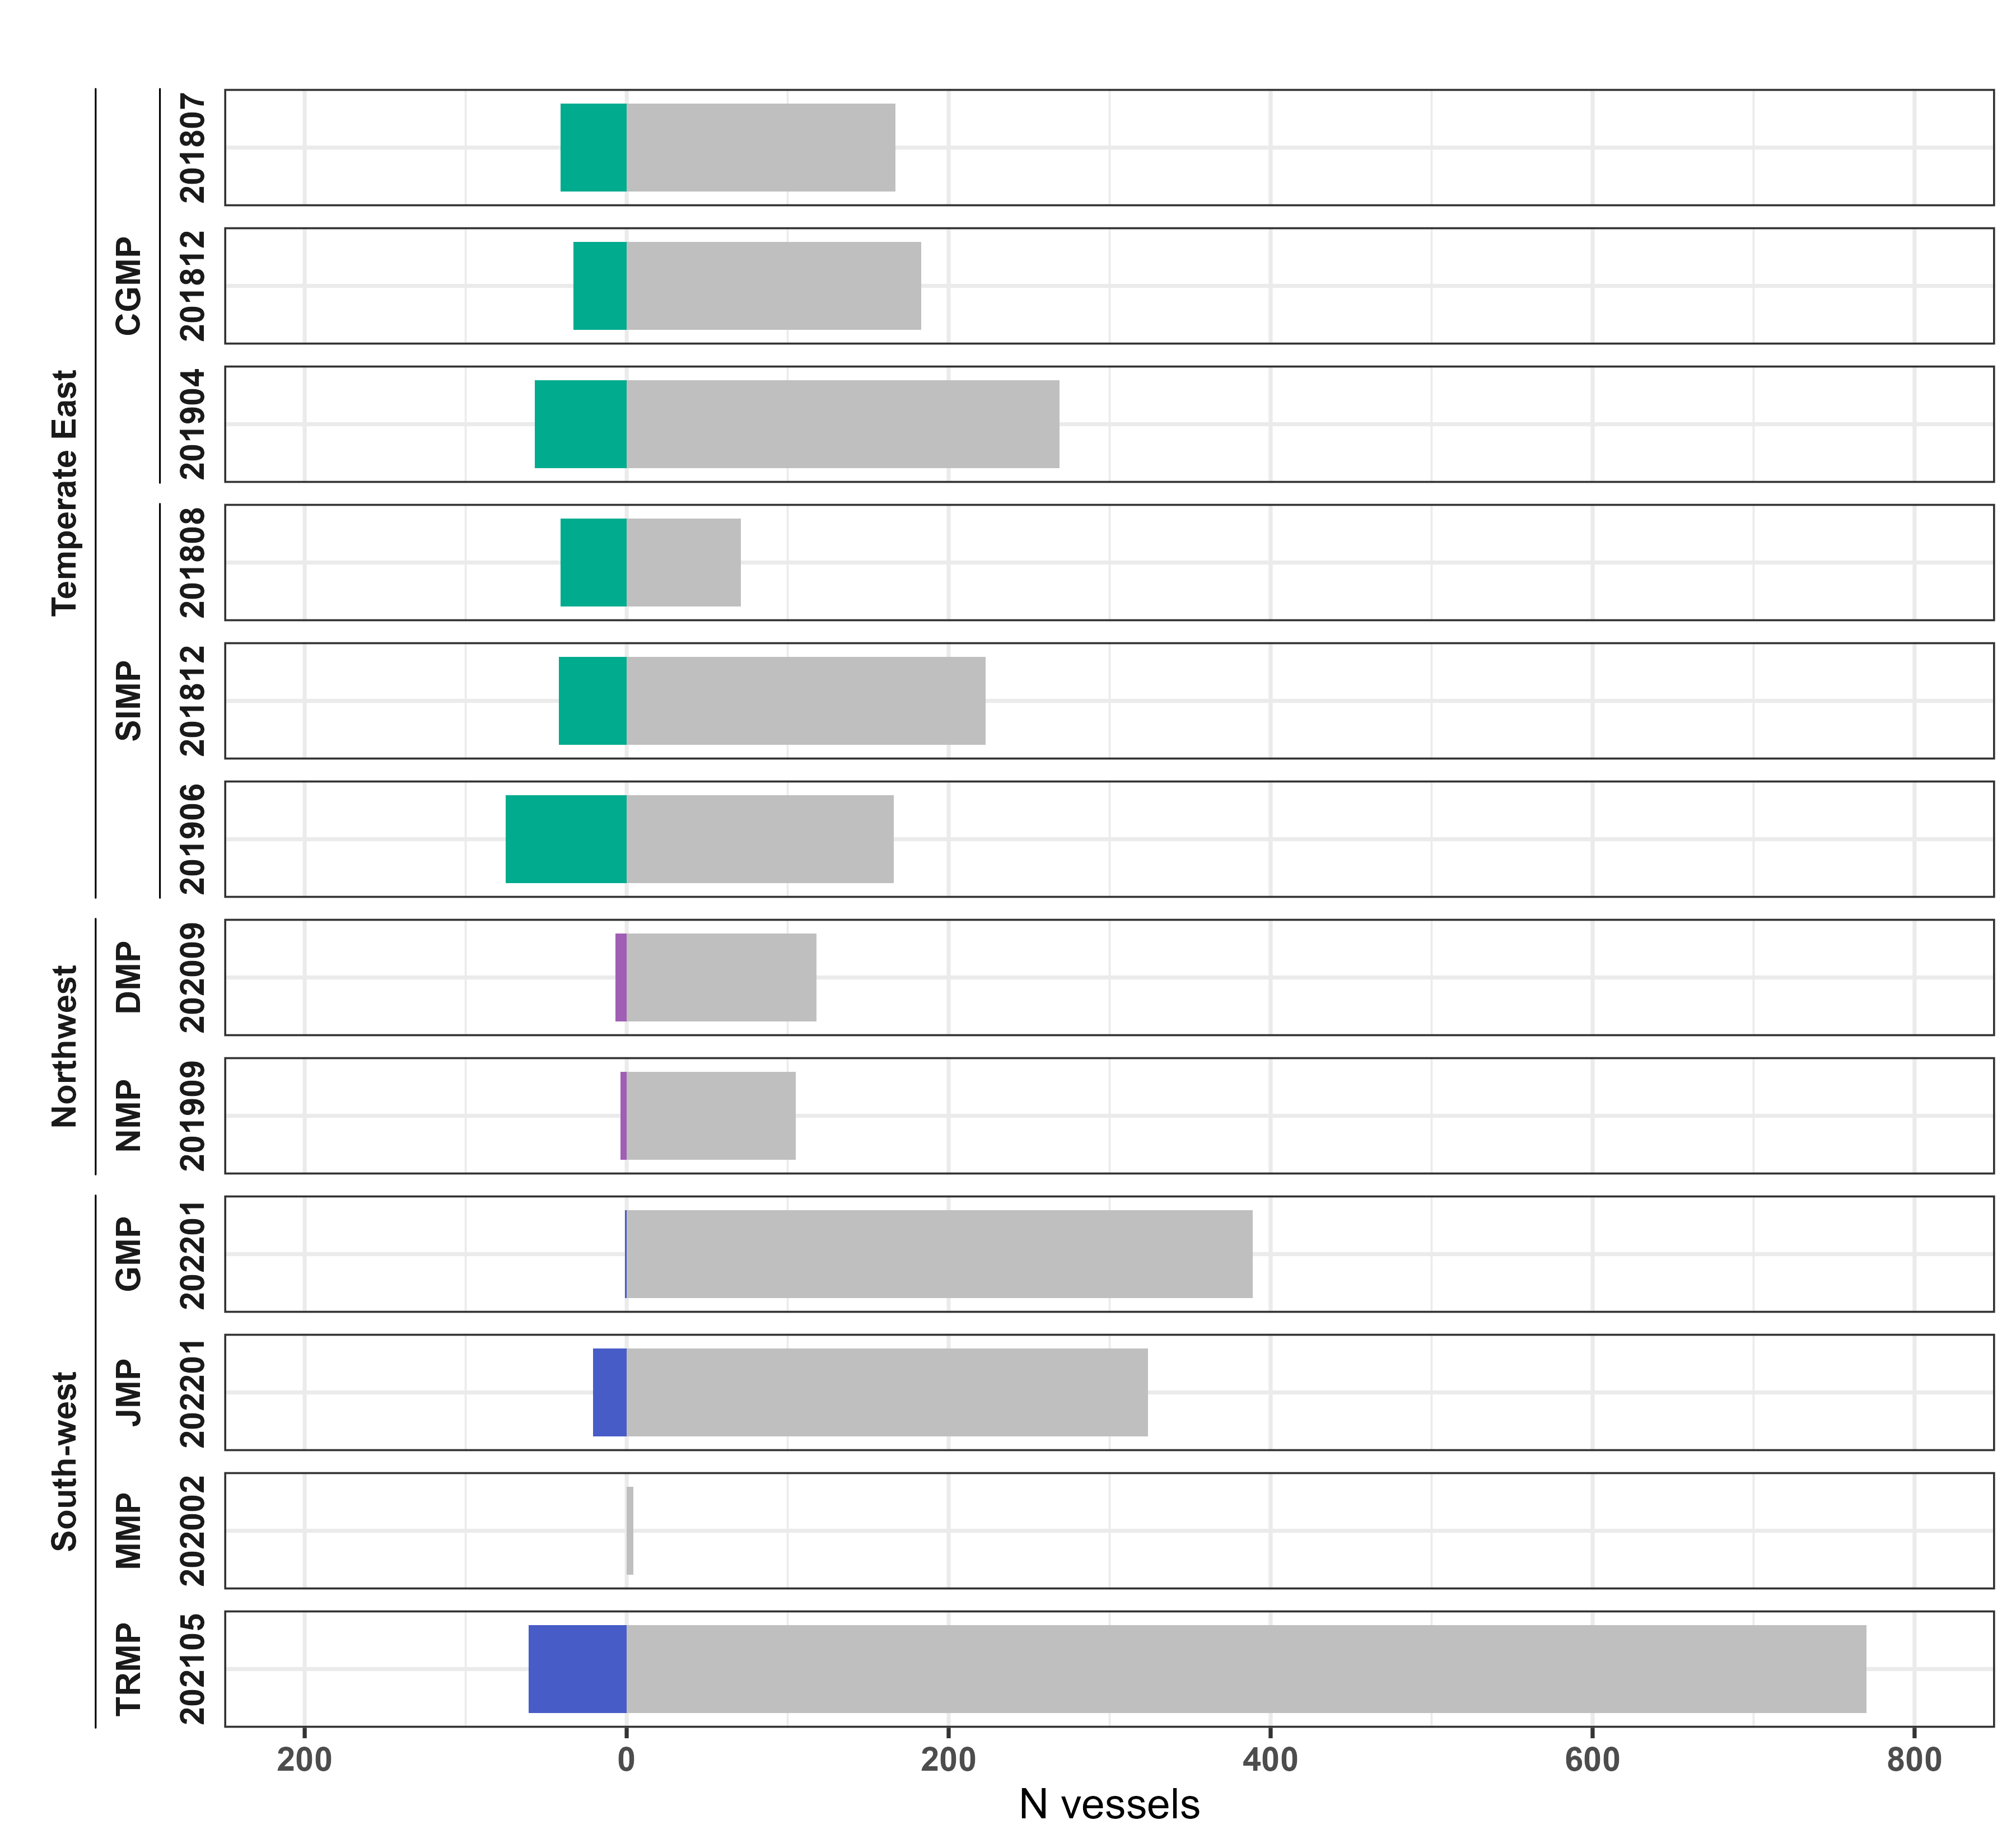 Temperate East
CGMP
201807
201812
201904
SIMP
201808
201812
201906
Northwest
DMP
202009
NMP
201909
South-west
GMP
202201
JMP
202201
MMP
202002
TRMP
202105
200 0 200 400 600 800
N vessels